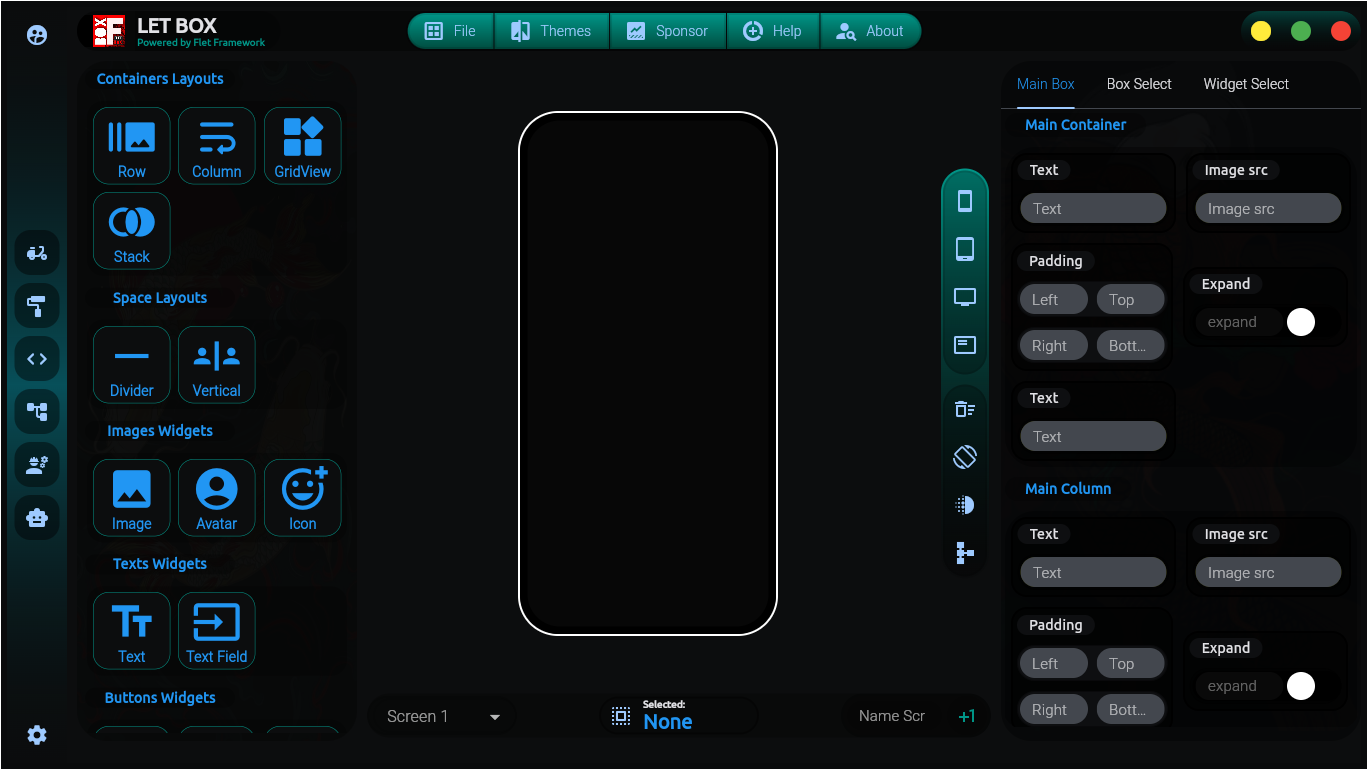 LET BOX
Powered by Flet Framework
File
Themes
Sponsor
Help
About
Containers Layouts
Row
Column
GridView
Stack
Space Layouts
Divider
Vertical
Images Widgets
Image
Avatar
Icon
Texts Widgets
Text
Text Field
Buttons Widgets
Screen 1
Selected:
None
Name Scr
+1
Main Box
Box Select
Widget Select
Main Container
Text
Text
Image src
Image src
Padding
Left
Top
Right
Bott...
Expand
expand
Text
Text
Main Column
Text
Text
Image src
Image src
Padding
Left
Top
Right
Bott...
Expand
expand